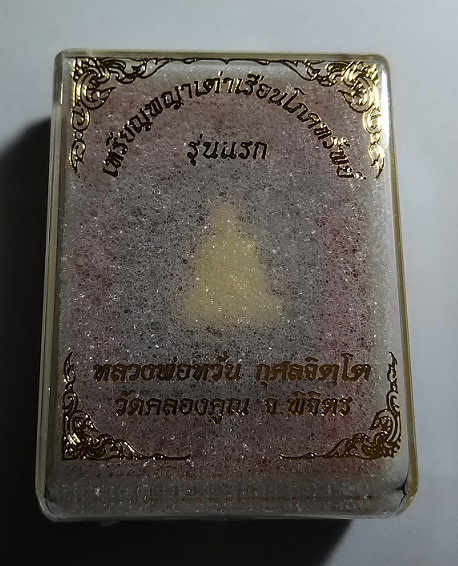 เหรียญพญาเต่าเรือนโภคทรัพย์
รุ่นแรก
หลวงพ่อหวั่น กุศลจิตฺโต
วัดคลองคูณ จ.พิจิตร